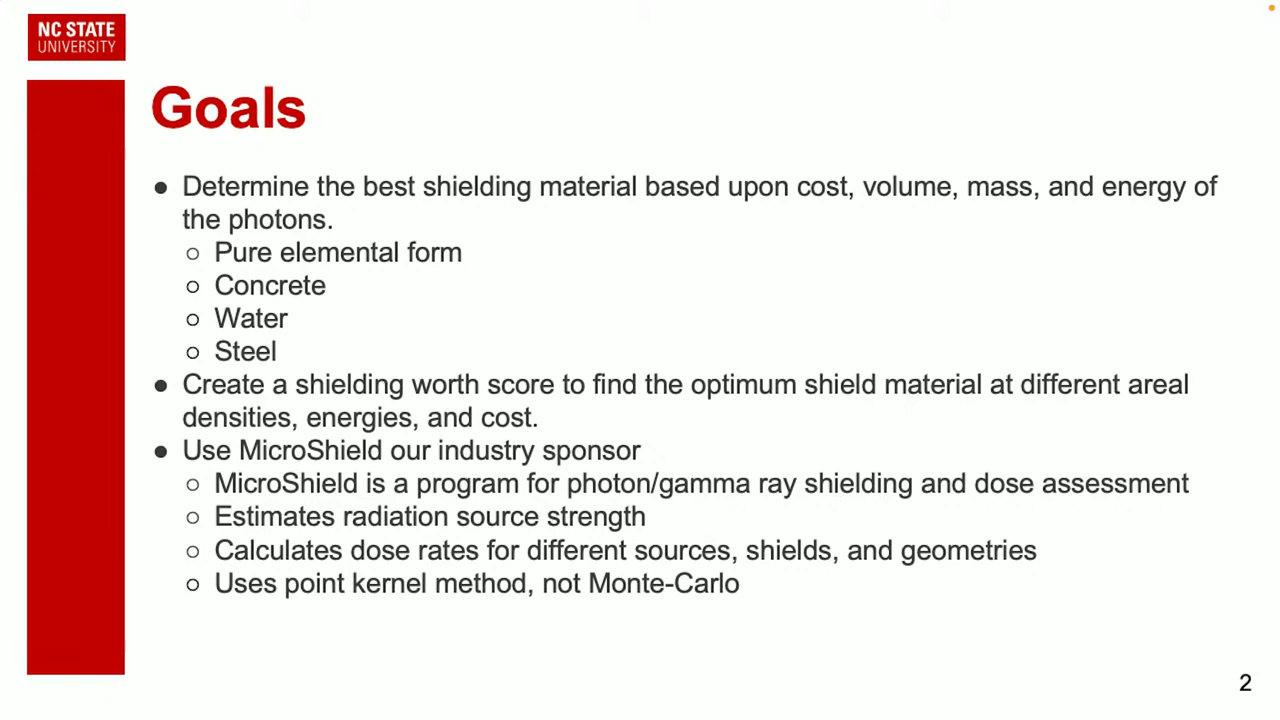 NC STATE
UNIVERSITY
Goals
● Determine the best shielding material based upon cost, volume, mass, and energy of
the photons.
○ Pure elemental form
○ Concrete
○ Water
○ Steel
● Create a shielding worth score to find the optimum shield material at different areal
densities, energies, and cost.
● Use MicroShield our industry sponsor
○ MicroShield is a program for photon/gamma ray shielding and dose assessment
○ Estimates radiation source strength
○ Calculates dose rates for different sources, shields, and geometries
○ Uses point kernel method, not Monte-Carlo
2